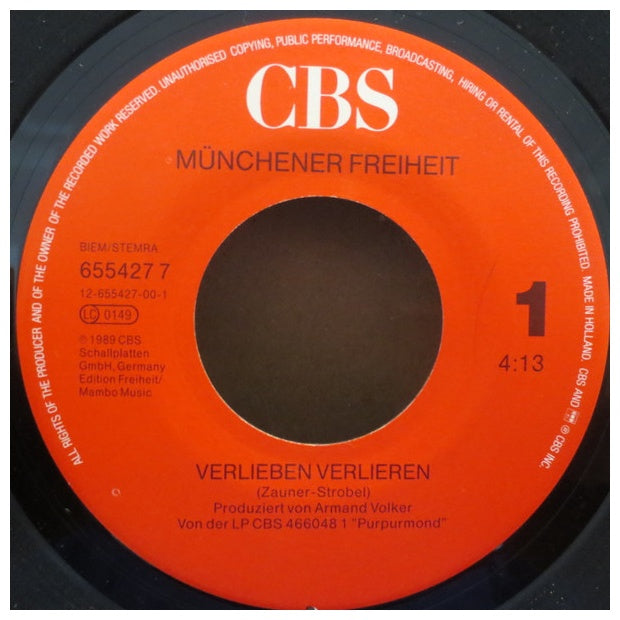 ALL RIGHTS OF THE PRODUCER AND OF THE OWNER OF THE RECORDED WORK RESERVED. UNAUTHORISED COPYING, PUBLIC PERFORMANCE, BROADCASTING, HIRING OR RENTAL OF THIS RECORDING PROHIBITED. MADE IN HOLLAND. CBS AND ℗ CBS INC.
CBS
MÜNCHENER FREIHEIT
BIEM/STEMRA
655427 7
12-655427-00-1
LC 0149
℗ 1989 CBS
Schallplatten
GmbH, Germany
Edition Freiheit/
Mambo Music
1
4:13
VERLIEBEN VERLIEREN
(Zauner-Strobel)
Produziert von Armand Volker
Von der LP CBS 466048 1 "Purpurmond"